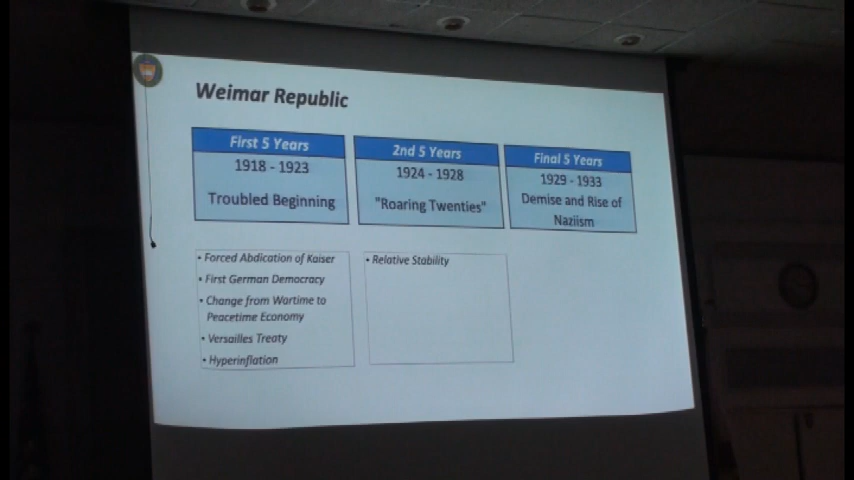 Weimar Republic
First 5 Years
1918 - 1923
Troubled Beginning
2nd 5 Years
1924 - 1928
"Roaring Twenties"
Final 5 Years
1929 - 1933
Demise and Rise of
Naziism
• Forced Abdication of Kaiser
• First German Democracy
• Change from Wartime to
Peacetime Economy
• Versailles Treaty
• Hyperinflation
• Relative Stability